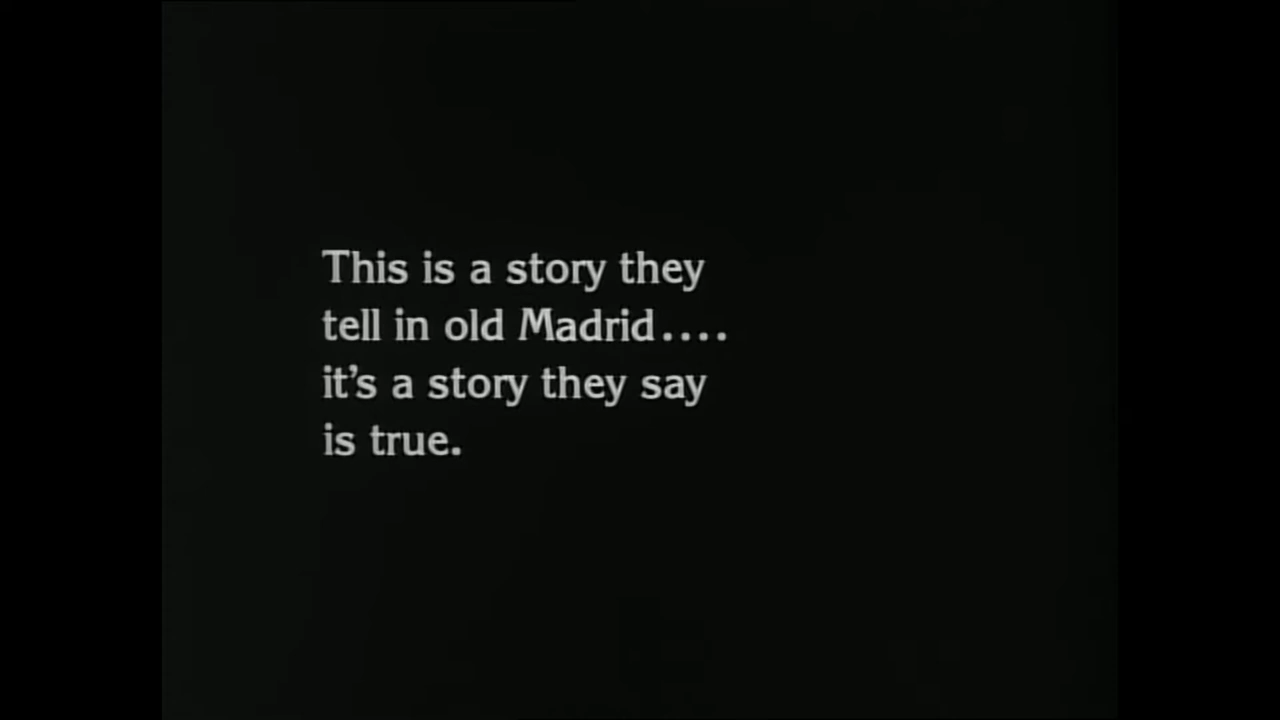 This is a story they
tell in old Madrid....
it's a story they say
is true.